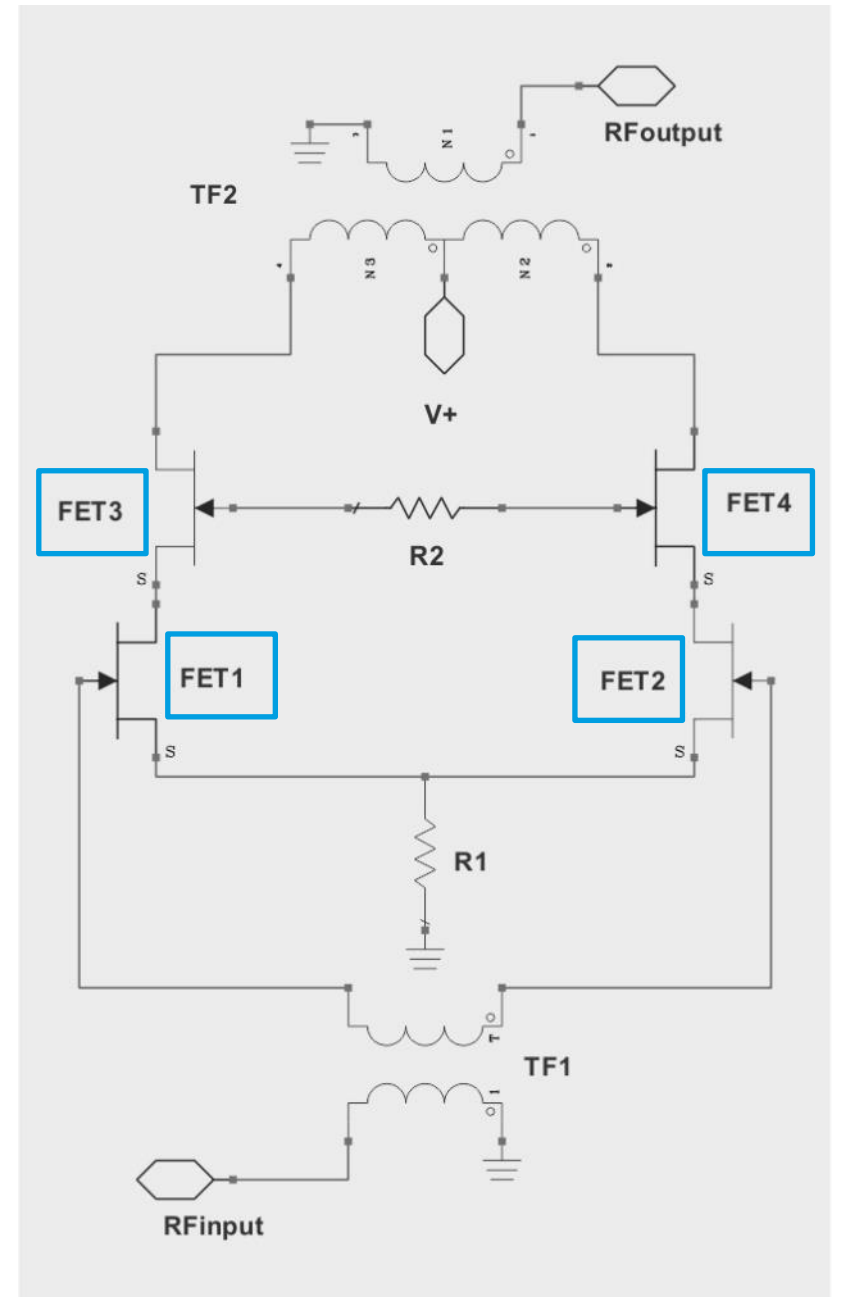 RFoutput
N1
TF2
N3
N2
V+
FET3
R2
FET4
S
S
FET1
FET2
S
S
R1
TF1
RFinput